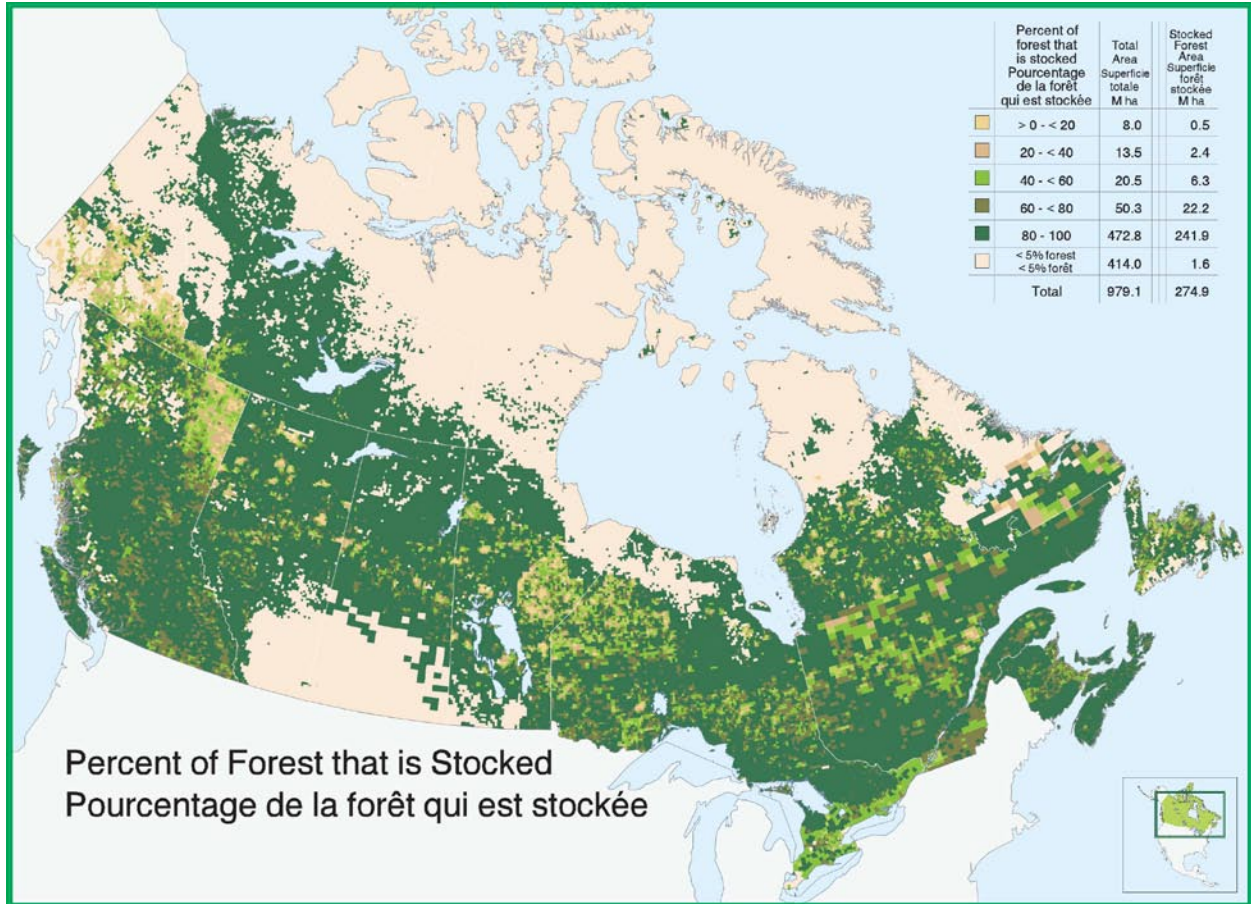 Percent of
forest that
is stocked
Pourcentage
de la forêt
qui est stockée
Total
Area
Superficie
totale
M ha
Stocked
Forest
Area
Superficie
forêt
stockée
M ha
> 0 - < 20 8.0 0.5
20 - < 40 13.5 2.4
40 - < 60 20.5 6.3
60 - < 80 50.3 22.2
80 - 100 472.8 241.9
< 5% forest
< 5% forêt 414.0 1.6
Total 979.1 274.9
Percent of Forest that is Stocked
Pourcentage de la forêt qui est stockée